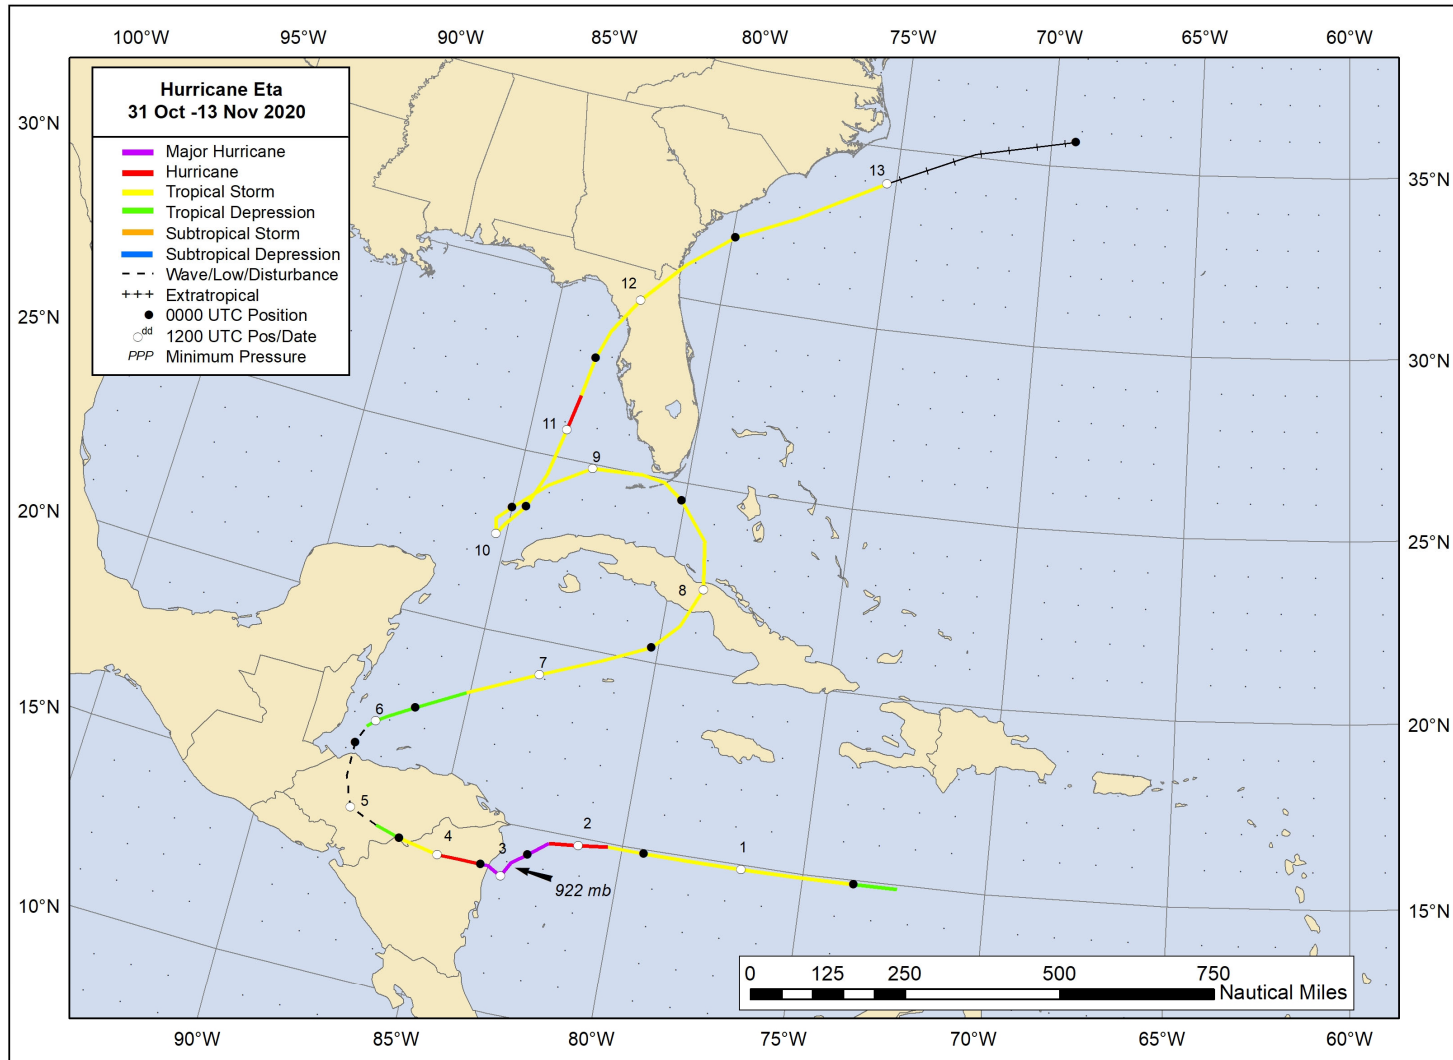 100°W 95°W 90°W 85°W 80°W 75°W 70°W 65°W 60°W
Hurricane Eta
31 Oct -13 Nov 2020
Major Hurricane
Hurricane
Tropical Storm
Tropical Depression
Subtropical Storm
Subtropical Depression
Wave/Low/Disturbance
+++ Extratropical
0000 UTC Position
dd 1200 UTC Pos/Date
PPP Minimum Pressure
30°N
25°N
20°N
15°N
10°N
35°N
30°N
25°N
20°N
15°N
13
12
11
9
10
8
7
6
5
4
3
2
1
922 mb
0 125 250 500 750
Nautical Miles
90°W 85°W 80°W 75°W 70°W 65°W 60°W